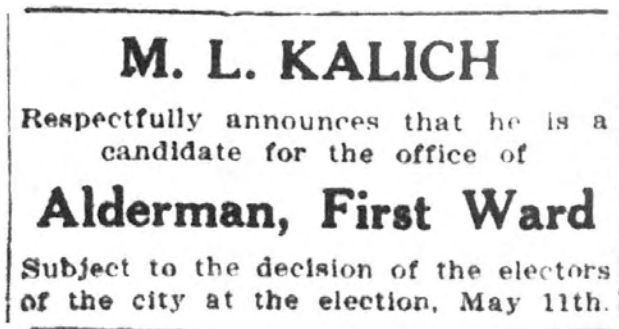 M. L. KALICH
Respectfully announces that he is a
candidate for the office of
Alderman, First Ward
Subject to the decision of the electors
of the city at the election, May 11th.